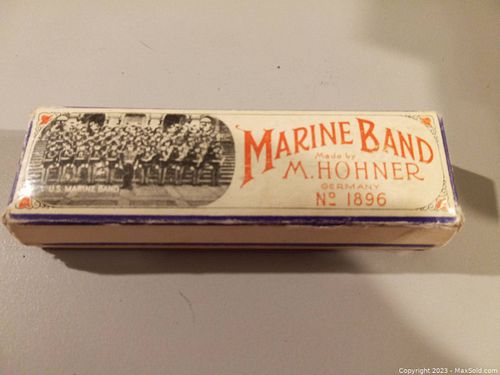 U.S. MARINE BAND
MARINE BAND
Made by
M. HOHNER
GERMANY
Nº 1896
Copyright 2023 - MaxSold.com